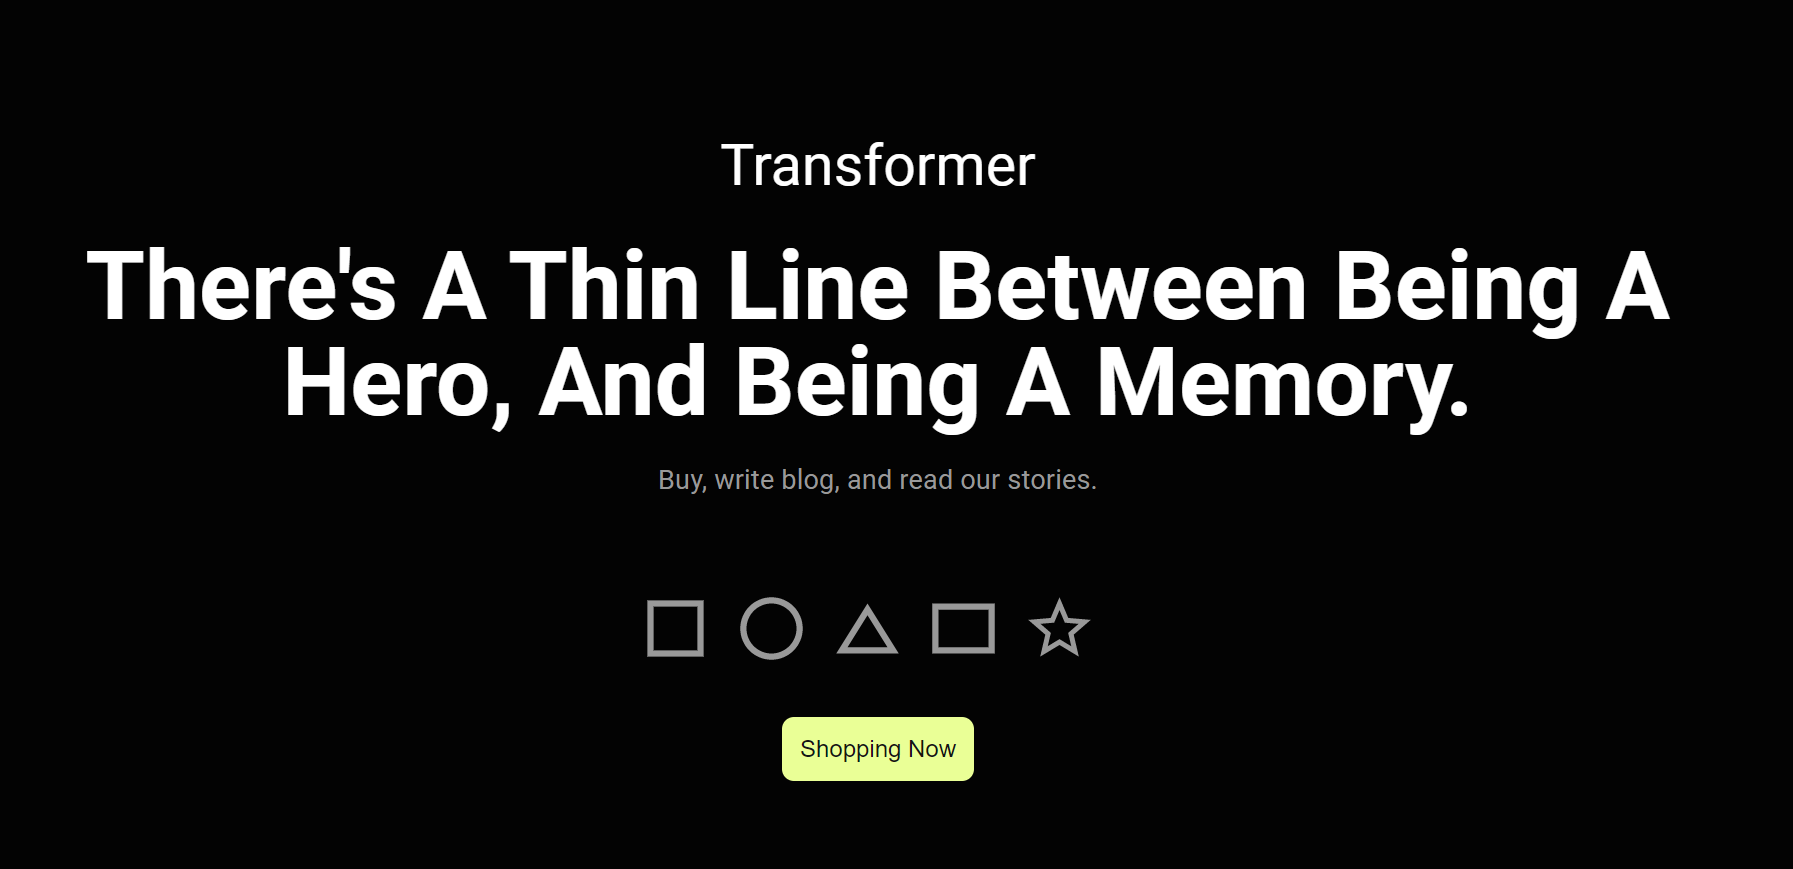 Transformer
There's A Thin Line Between Being A
Hero, And Being A Memory.
Buy, write blog, and read our stories.
Shopping Now